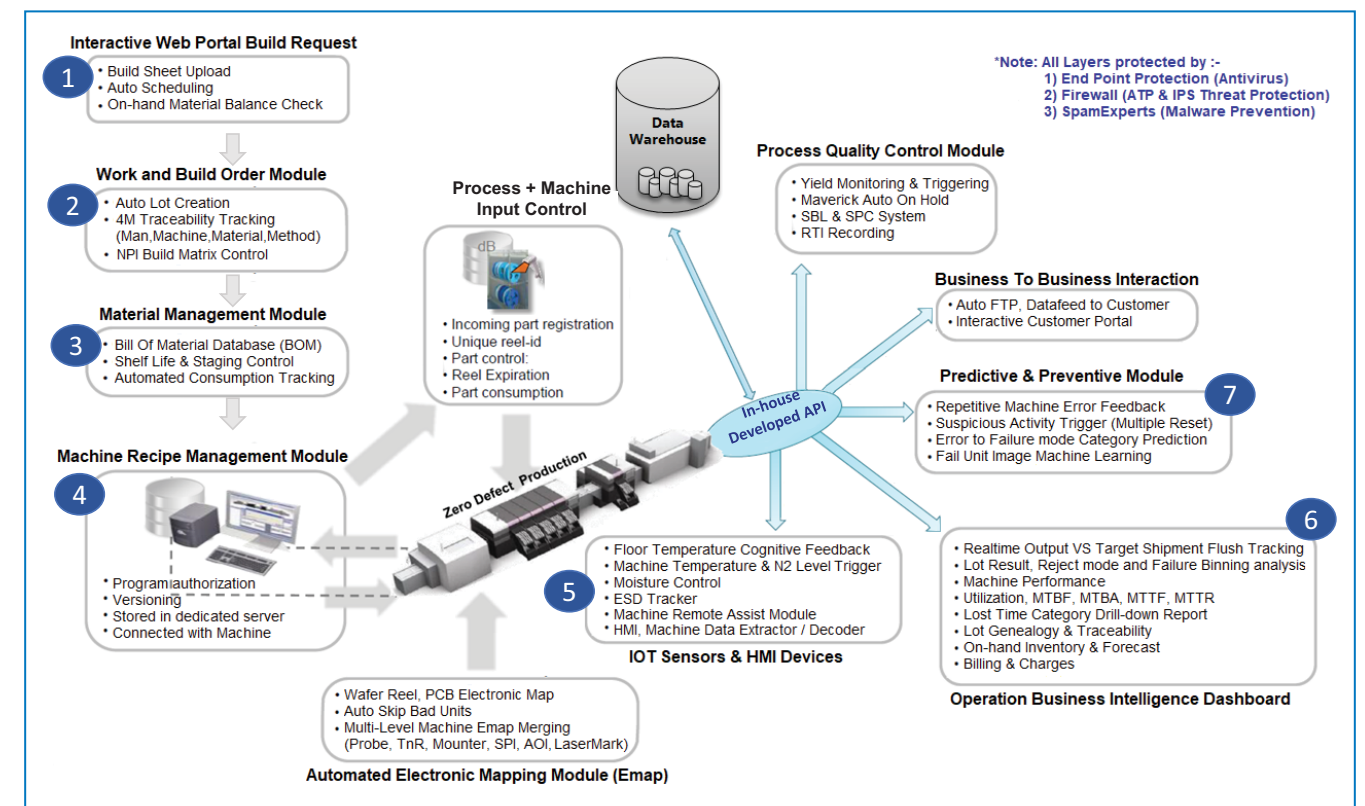 Interactive Web Portal Build Request
1
• Build Sheet Upload
• Auto Scheduling
• On-hand Material Balance Check
Work and Build Order Module
2
• Auto Lot Creation
• 4M Traceability Tracking
(Man,Machine,Material,Method)
• NPI Build Matrix Control
Material Management Module
3
• Bill Of Material Database (BOM)
• Shelf Life & Staging Control
• Automated Consumption Tracking
Machine Recipe Management Module
4
• Program authorization
• Versioning
• Stored in dedicated server
• Connected with Machine
Process + Machine
Input Control
dB
• Incoming part registration
• Unique reel-id
• Part control:
• Reel Expiration
• Part consumption
Zero Defect Production
• Wafer Reel, PCB Electronic Map
• Auto Skip Bad Units
• Multi-Level Machine Emap Merging
(Probe, TnR, Mounter, SPI, AOI, LaserMark)
Automated Electronic Mapping Module (Emap)
Data
Warehouse
In-house
Developed API
*Note: All Layers protected by :-
1) End Point Protection (Antivirus)
2) Firewall (ATP & IPS Threat Protection)
3) SpamExperts (Malware Prevention)
Process Quality Control Module
• Yield Monitoring & Triggering
• Maverick Auto On Hold
• SBL & SPC System
• RTI Recording
Business To Business Interaction
• Auto FTP, Datafeed to Customer
• Interactive Customer Portal
Predictive & Preventive Module
7
• Repetitive Machine Error Feedback
• Suspicious Activity Trigger (Multiple Reset)
• Error to Failure mode Category Prediction
• Fail Unit Image Machine Learning
5
• Floor Temperature Cognitive Feedback
• Machine Temperature & N2 Level Trigger
• Moisture Control
• ESD Tracker
• Machine Remote Assist Module
• HMI, Machine Data Extractor / Decoder
IOT Sensors & HMI Devices
6
• Realtime Output VS Target Shipment Flush Tracking
• Lot Result, Reject mode and Failure Binning analysis
• Machine Performance
• Utilization, MTBF, MTBA, MTTF, MTTR
• Lost Time Category Drill-down Report
• Lot Genealogy & Traceability
• On-hand Inventory & Forecast
• Billing & Charges
Operation Business Intelligence Dashboard